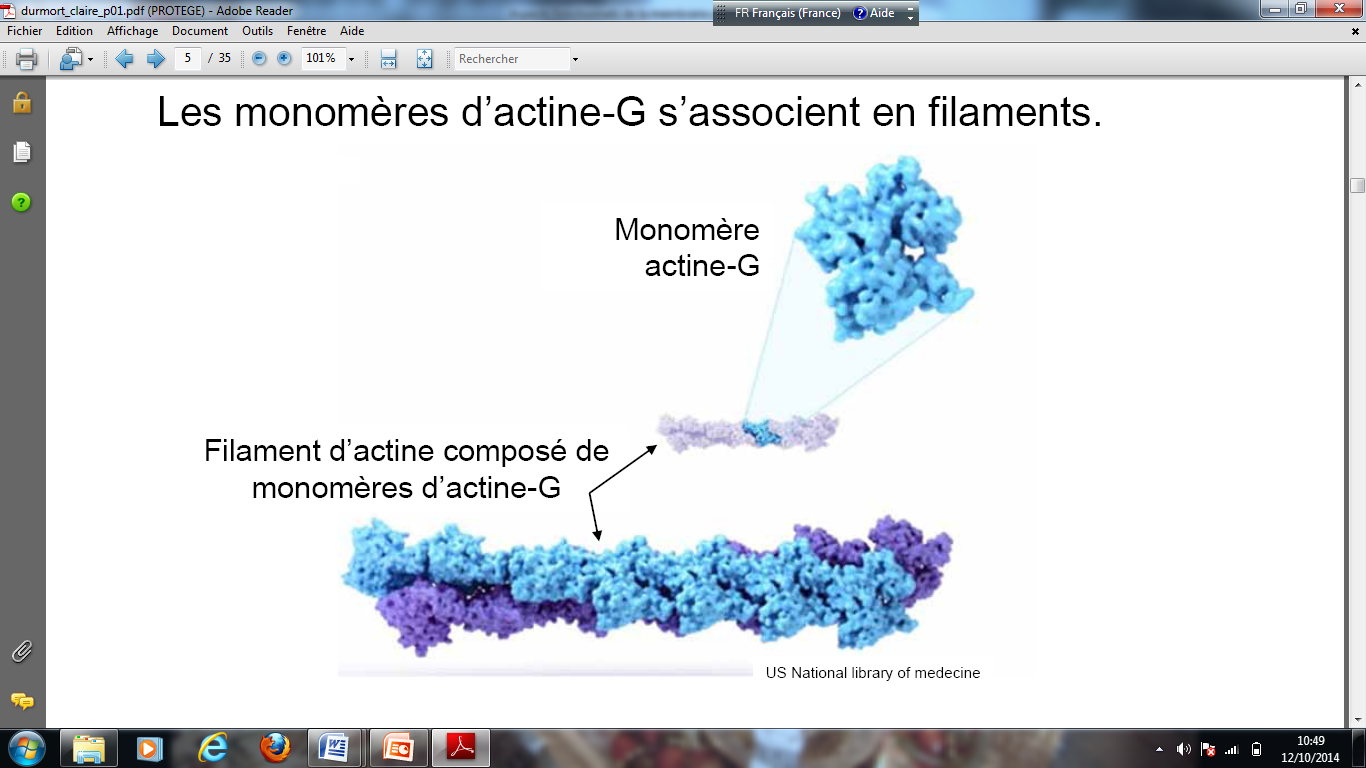 durmort_claire_p01.pdf (PROTEGE) - Adobe Reader
FR Français (France) Aide
Fichier Edition Affichage Document Outils Fenêtre Aide
5 / 35 101% Rechercher
Les monomères d’actine-G s’associent en filaments.
Monomère
actine-G
Filament d’actine composé de
monomères d’actine-G
US National library of medecine
10:49
12/10/2014